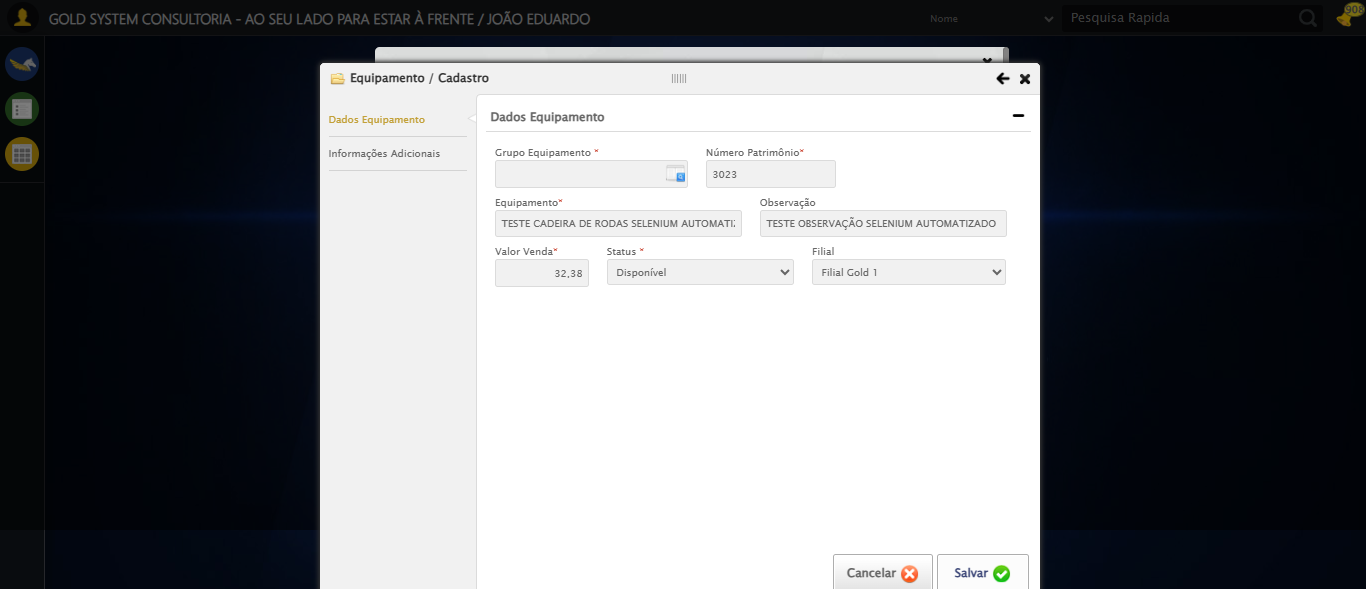 GOLD SYSTEM CONSULTORIA - AO SEU LADO PARA ESTAR À FRENTE / JOÃO EDUARDO
Nome
Pesquisa Rapida
908
Equipamento / Cadastro
Dados Equipamento
Informações Adicionais
Dados Equipamento
Grupo Equipamento * Número Patrimônio*
3023
Equipamento* Observação
TESTE CADEIRA DE RODAS SELENIUM AUTOMATI TESTE OBSERVAÇÃO SELENIUM AUTOMATIZADO
Valor Venda* Status * Filial
32,38 Disponível Filial Gold 1
Cancelar Salvar